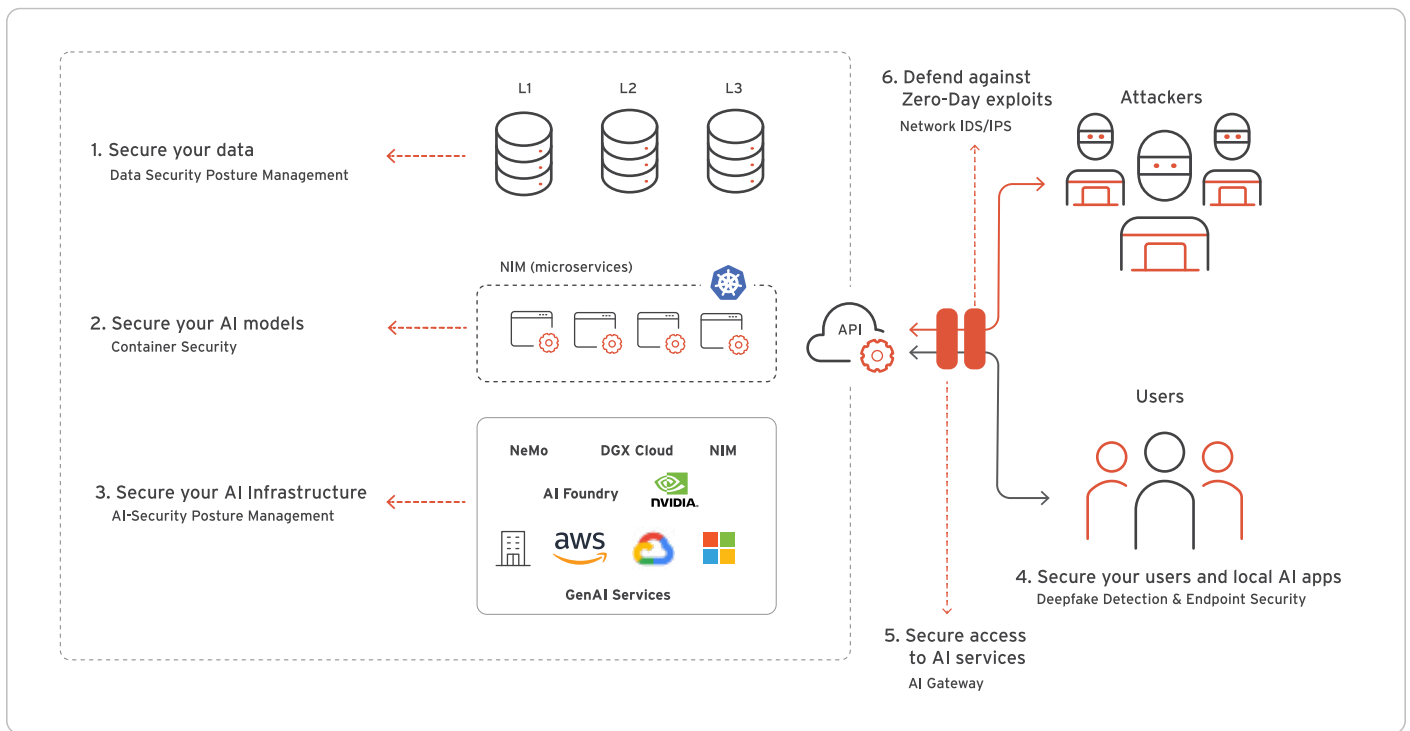 L1
L2
L3
1. Secure your data
Data Security Posture Management
NIM (microservices)
2. Secure your AI models
Container Security
NeMo
DGX Cloud
NIM
AI Foundry
NVIDIA.
3. Secure your AI Infrastructure
AI-Security Posture Management
aws
GenAI Services
API
6. Defend against
Zero-Day exploits
Network IDS/IPS
Attackers
Users
4. Secure your users and local AI apps
Deepfake Detection & Endpoint Security
5. Secure access
to AI services
AI Gateway